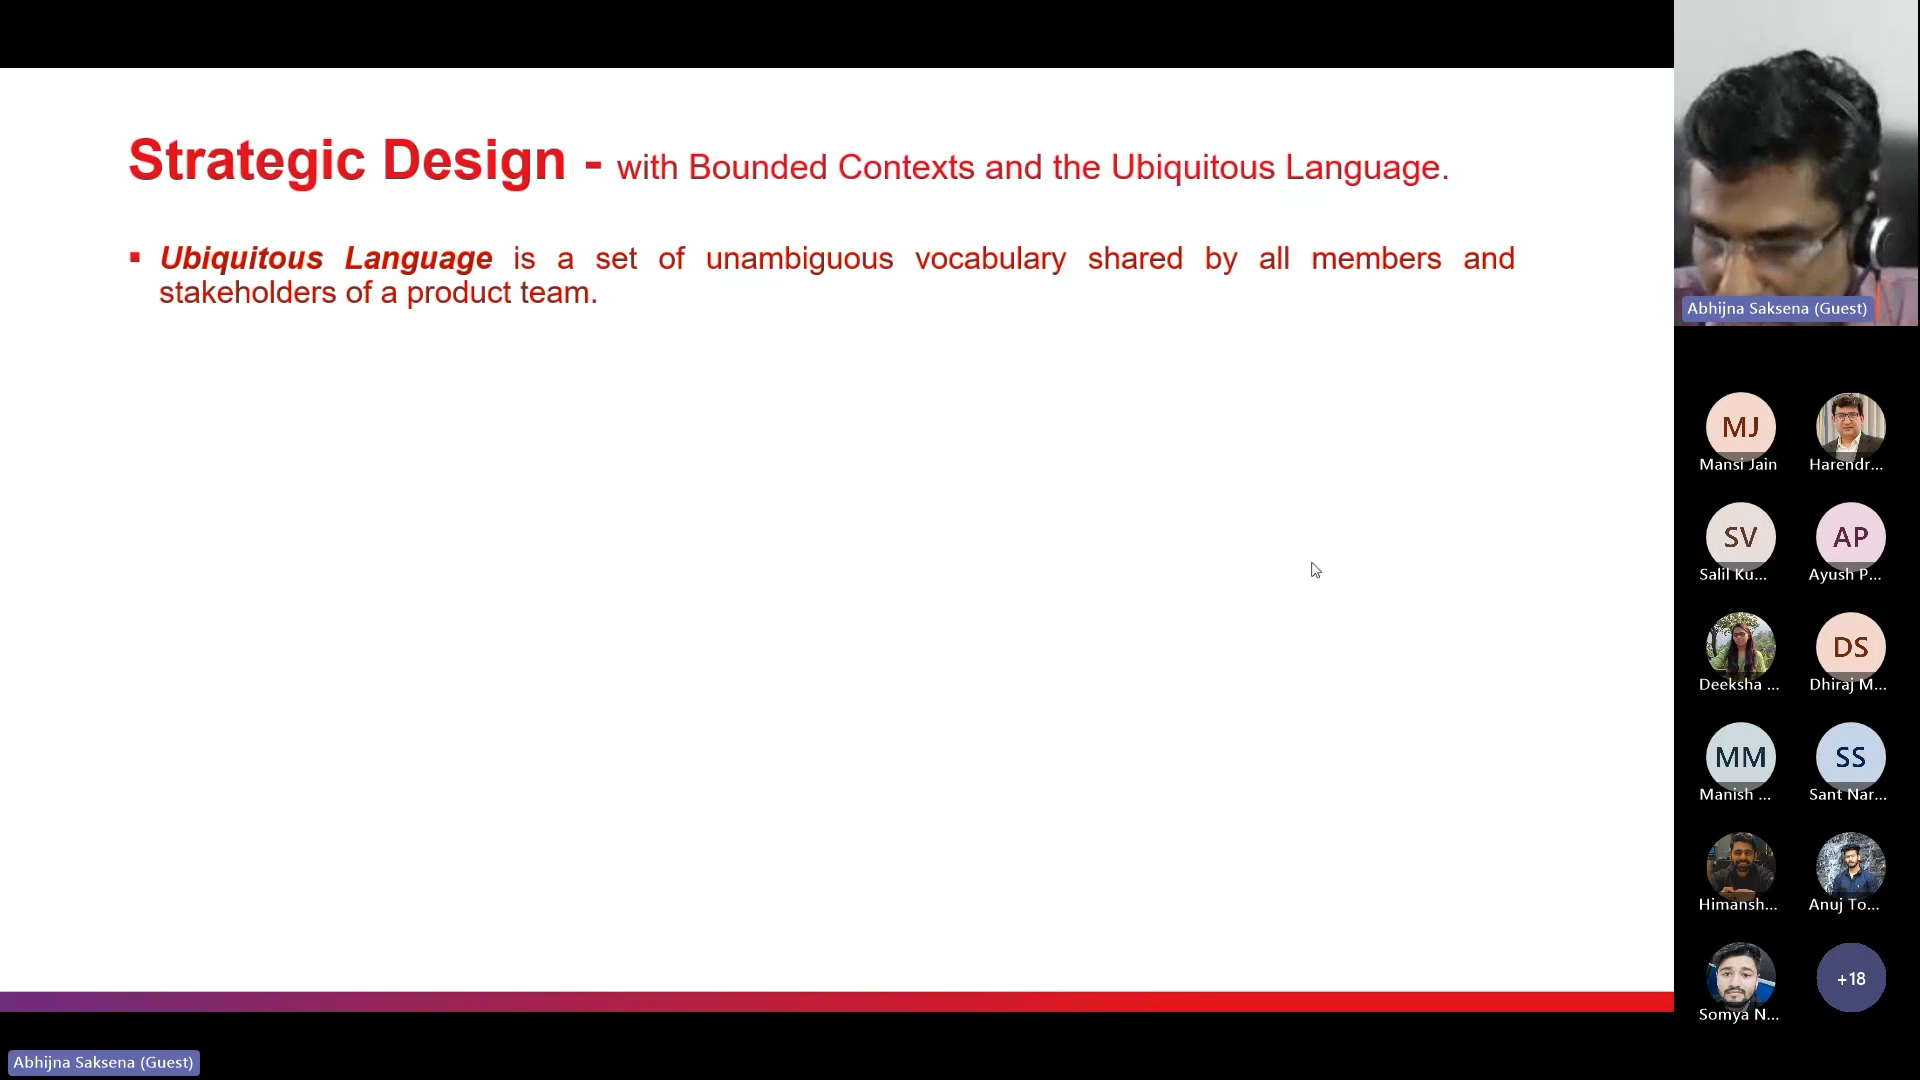 Strategic Design - with Bounded Contexts and the Ubiquitous Language.
▪ Ubiquitous Language is a set of unambiguous vocabulary shared by all members and
stakeholders of a product team.
Abhijna Saksena (Guest)
MJ
Mansi Jain
Harendr...
SV
Salil Ku...
AP
Ayush P...
Deeksha ...
DS
Dhiraj M...
MM
Manish ...
SS
Sant Nar...
Himansh...
Anuj To...
Somya N...
+18
Abhijna Saksena (Guest)